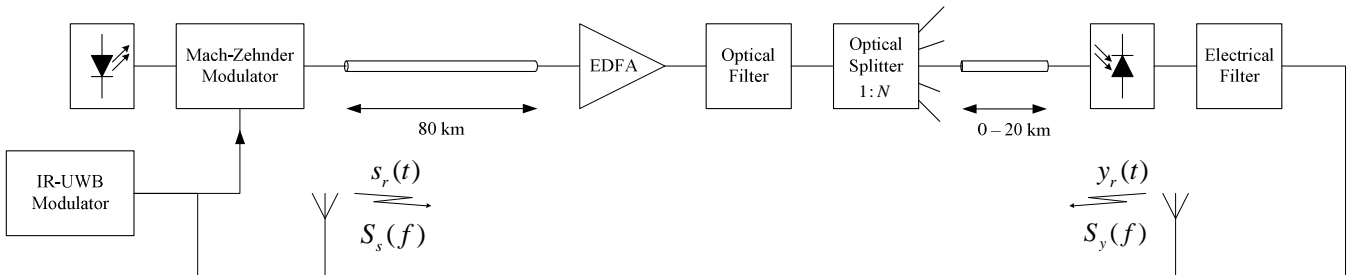 Mach-Zehnder
Modulator
80 km
EDFA
Optical
Filter
Optical
Splitter
1:N
0 – 20 km
Electrical
Filter
IR-UWB
Modulator
s_r(t)
S_s(f)
y_r(t)
S_y(f)